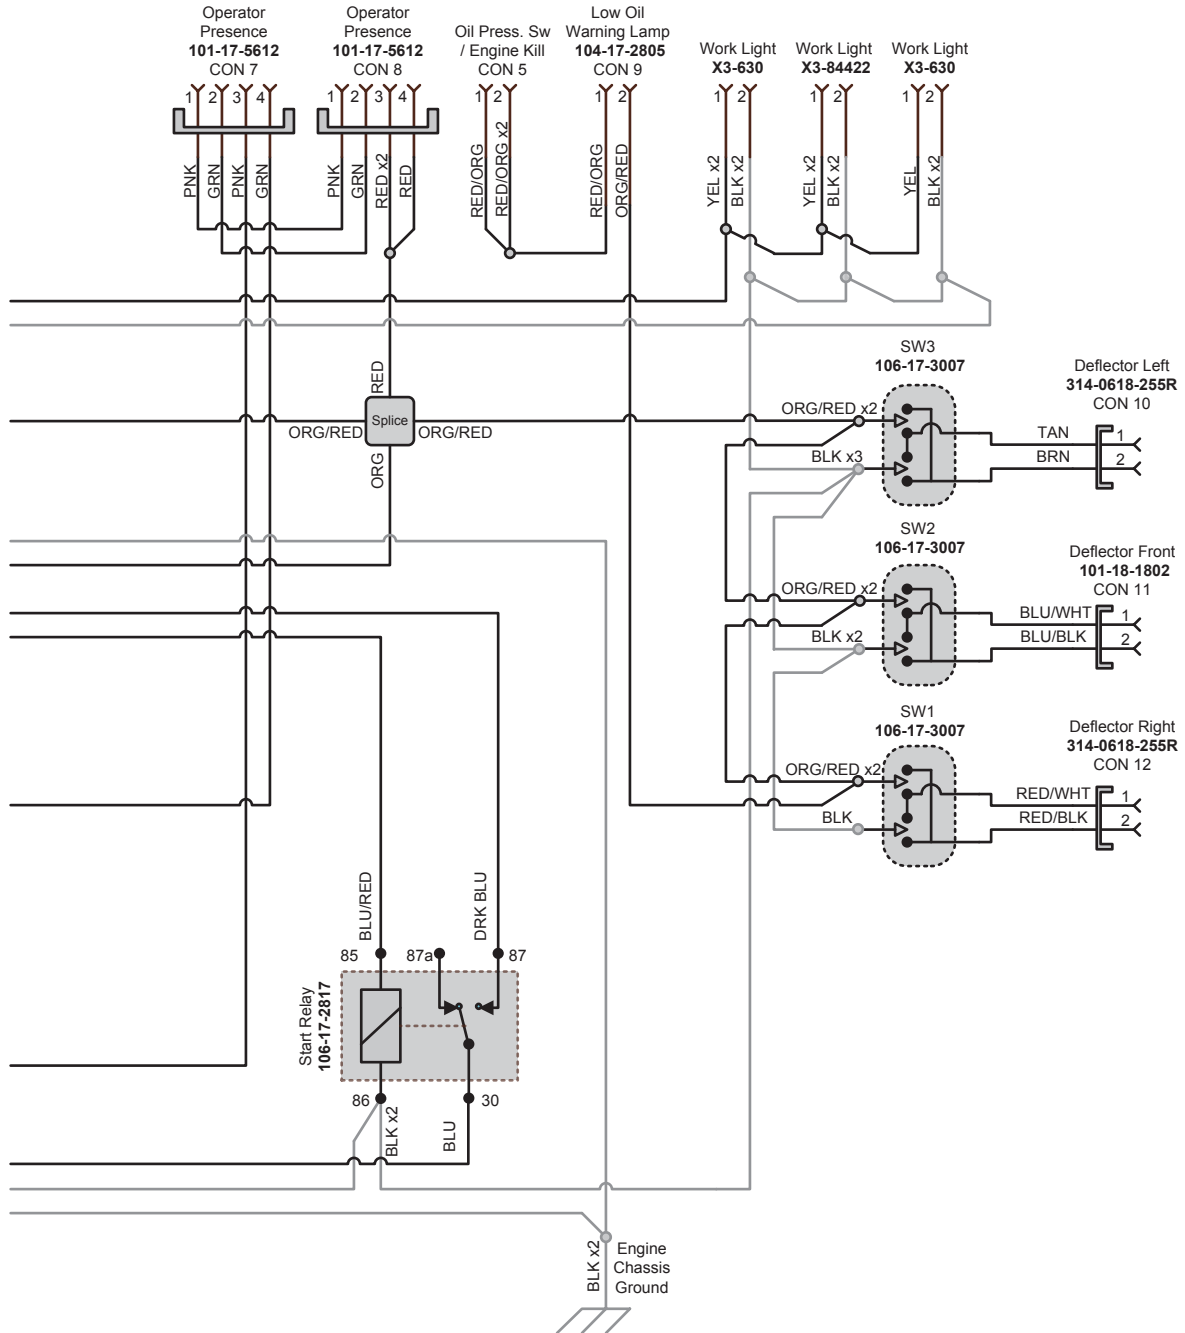 Operator
Presence
101-17-5612
CON 7
Operator
Presence
101-17-5612
CON 8
Oil Press. Sw
/ Engine Kill
CON 5
Low Oil
Warning Lamp
104-17-2805
CON 9
Work Light
X3-630
Work Light
X3-84422
Work Light
X3-630
1 2 3 4
1 2 3 4
1 2
1 2
1 2
1 2
1 2
PNK
GRN
PNK
GRN
PNK
GRN
RED x2
RED
RED/ORG
RED/ORG x2
RED/ORG
ORG/RED
YEL x2
BLK x2
YEL x2
BLK x2
YEL
BLK x2
RED
Splice
ORG/RED
ORG/RED
ORG
SW3
106-17-3007
ORG/RED x2
BLK x3
Deflector Left
314-0618-255R
CON 10
TAN
1
BRN
2
SW2
106-17-3007
ORG/RED x2
BLK x2
Deflector Front
101-18-1802
CON 11
BLU/WHT
1
BLU/BLK
2
SW1
106-17-3007
ORG/RED x2
BLK
Deflector Right
314-0618-255R
CON 12
RED/WHT
1
RED/BLK
2
BLU/RED
DRK BLU
85
87a
87
Start Relay
106-17-2817
86
30
BLK x2
BLU
BLK x2
Engine
Chassis
Ground